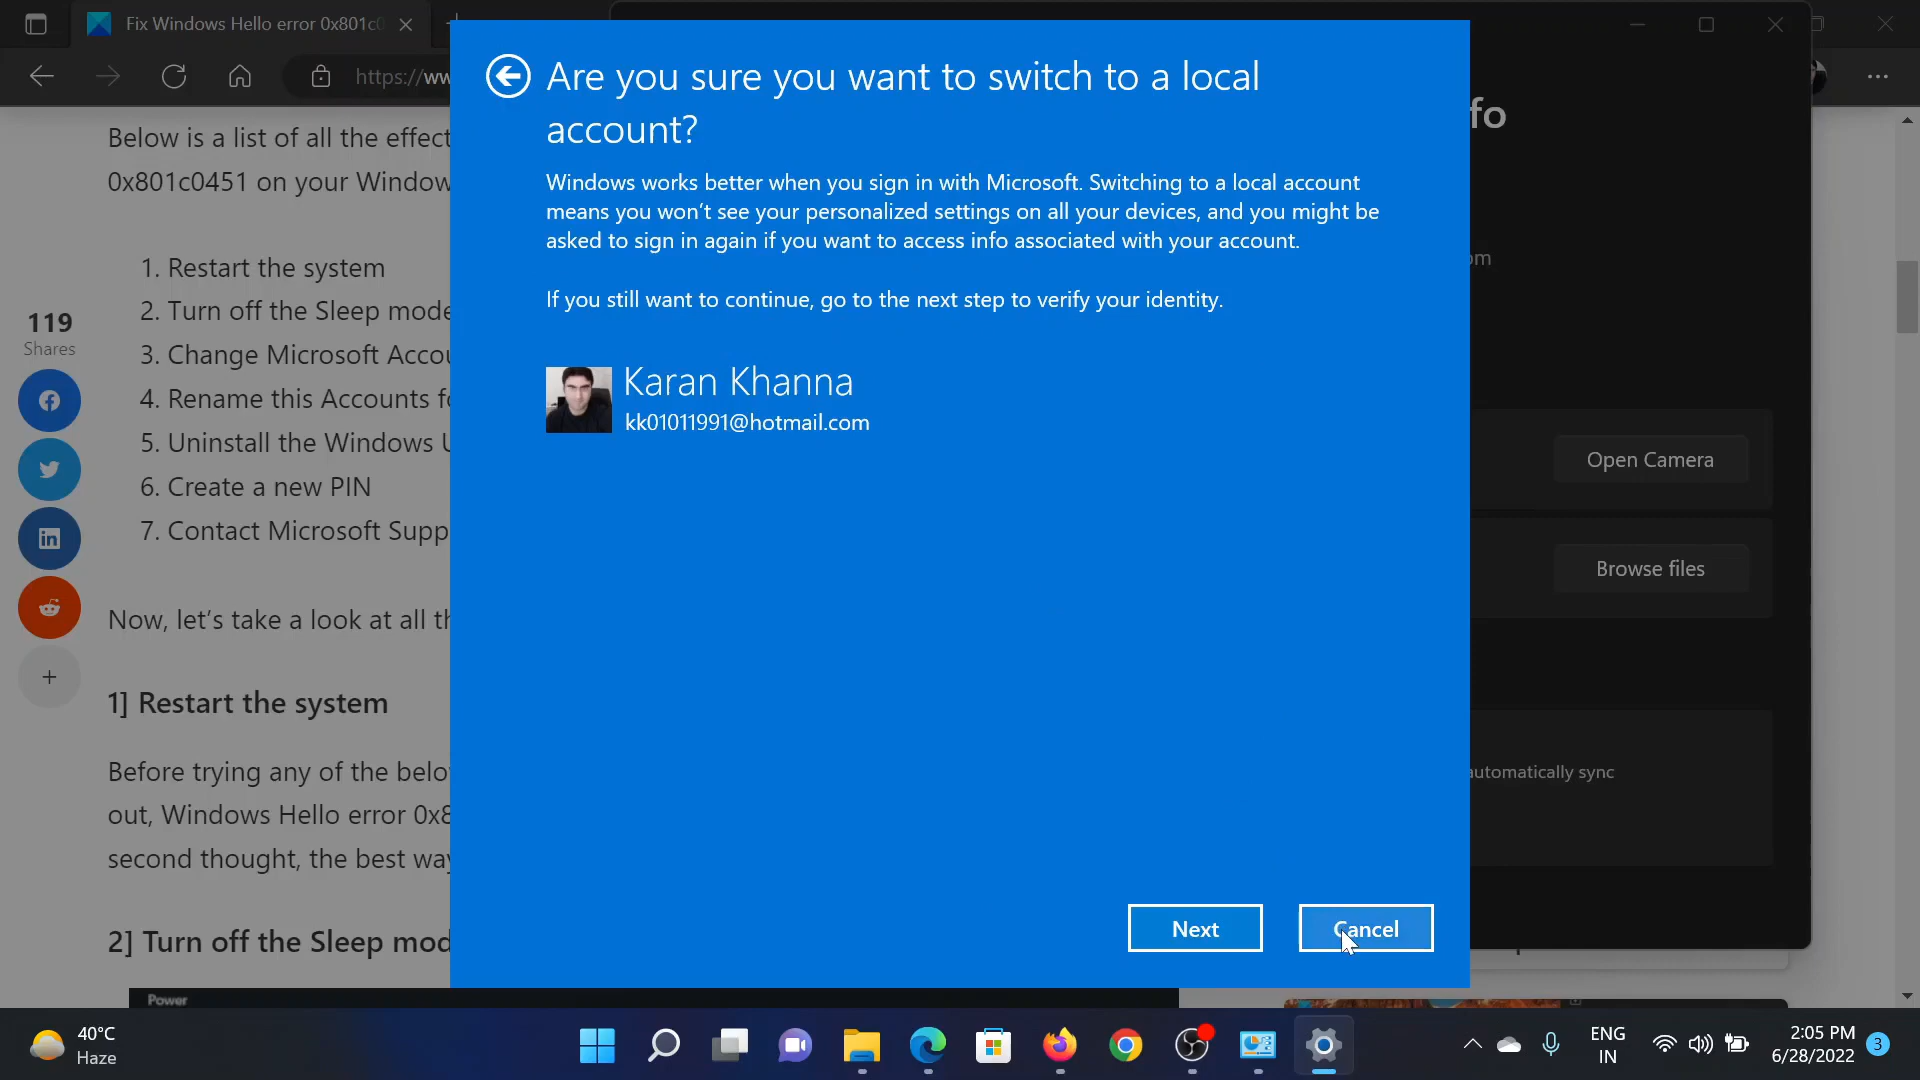 Fix Windows Hello error 0x801c0
https://ww
Below is a list of all the effect
0x801c0451 on your Window
1. Restart the system
2. Turn off the Sleep mode
3. Change Microsoft Accou
4. Rename this Accounts fo
5. Uninstall the Windows U
6. Create a new PIN
7. Contact Microsoft Supp
119
Shares
Now, let's take a look at all th
1] Restart the system
Before trying any of the belo
out, Windows Hello error 0x8
second thought, the best way
2] Turn off the Sleep mod
Power
Are you sure you want to switch to a local
account?
Windows works better when you sign in with Microsoft. Switching to a local account
means you won't see your personalized settings on all your devices, and you might be
asked to sign in again if you want to access info associated with your account.
If you still want to continue, go to the next step to verify your identity.
Karan Khanna
kk01011991@hotmail.com
Next
Cancel
fo
om
Open Camera
Browse files
automatically sync
40°C
Haze
ENG
IN
2:05 PM
6/28/2022
3